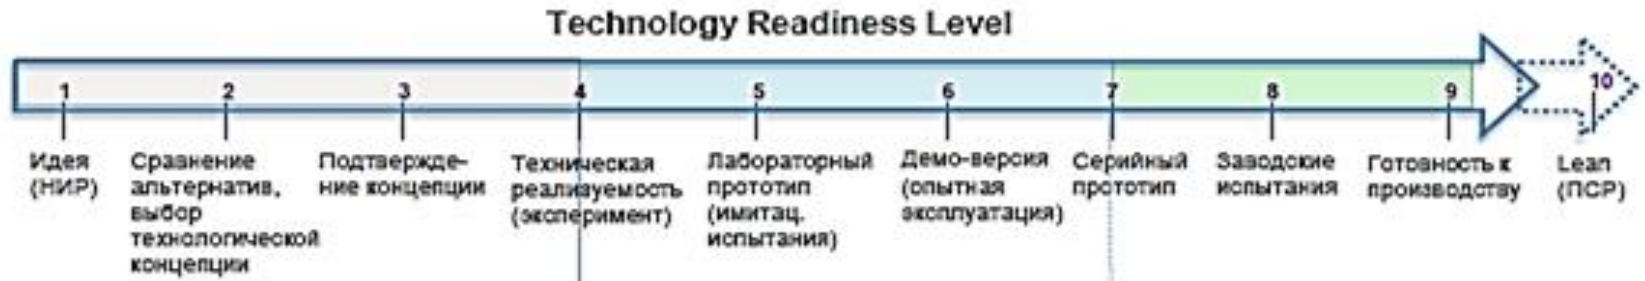 Technology Readiness Level
1 2 3 4 5 6 7 8 9 10
Идея
(НИР)
Сравнение
альтернатив,
выбор
технологической
концепции
Подтвержде-
ние концепции
Техническая
реализуемость
(эксперимент)
Лабораторный
прототип
(имитац.
испытания)
Демо-версия
(опытная
эксплуатация)
Серийный
прототип
Заводские
испытания
Готовность к
производству
Lean
(ПСР)